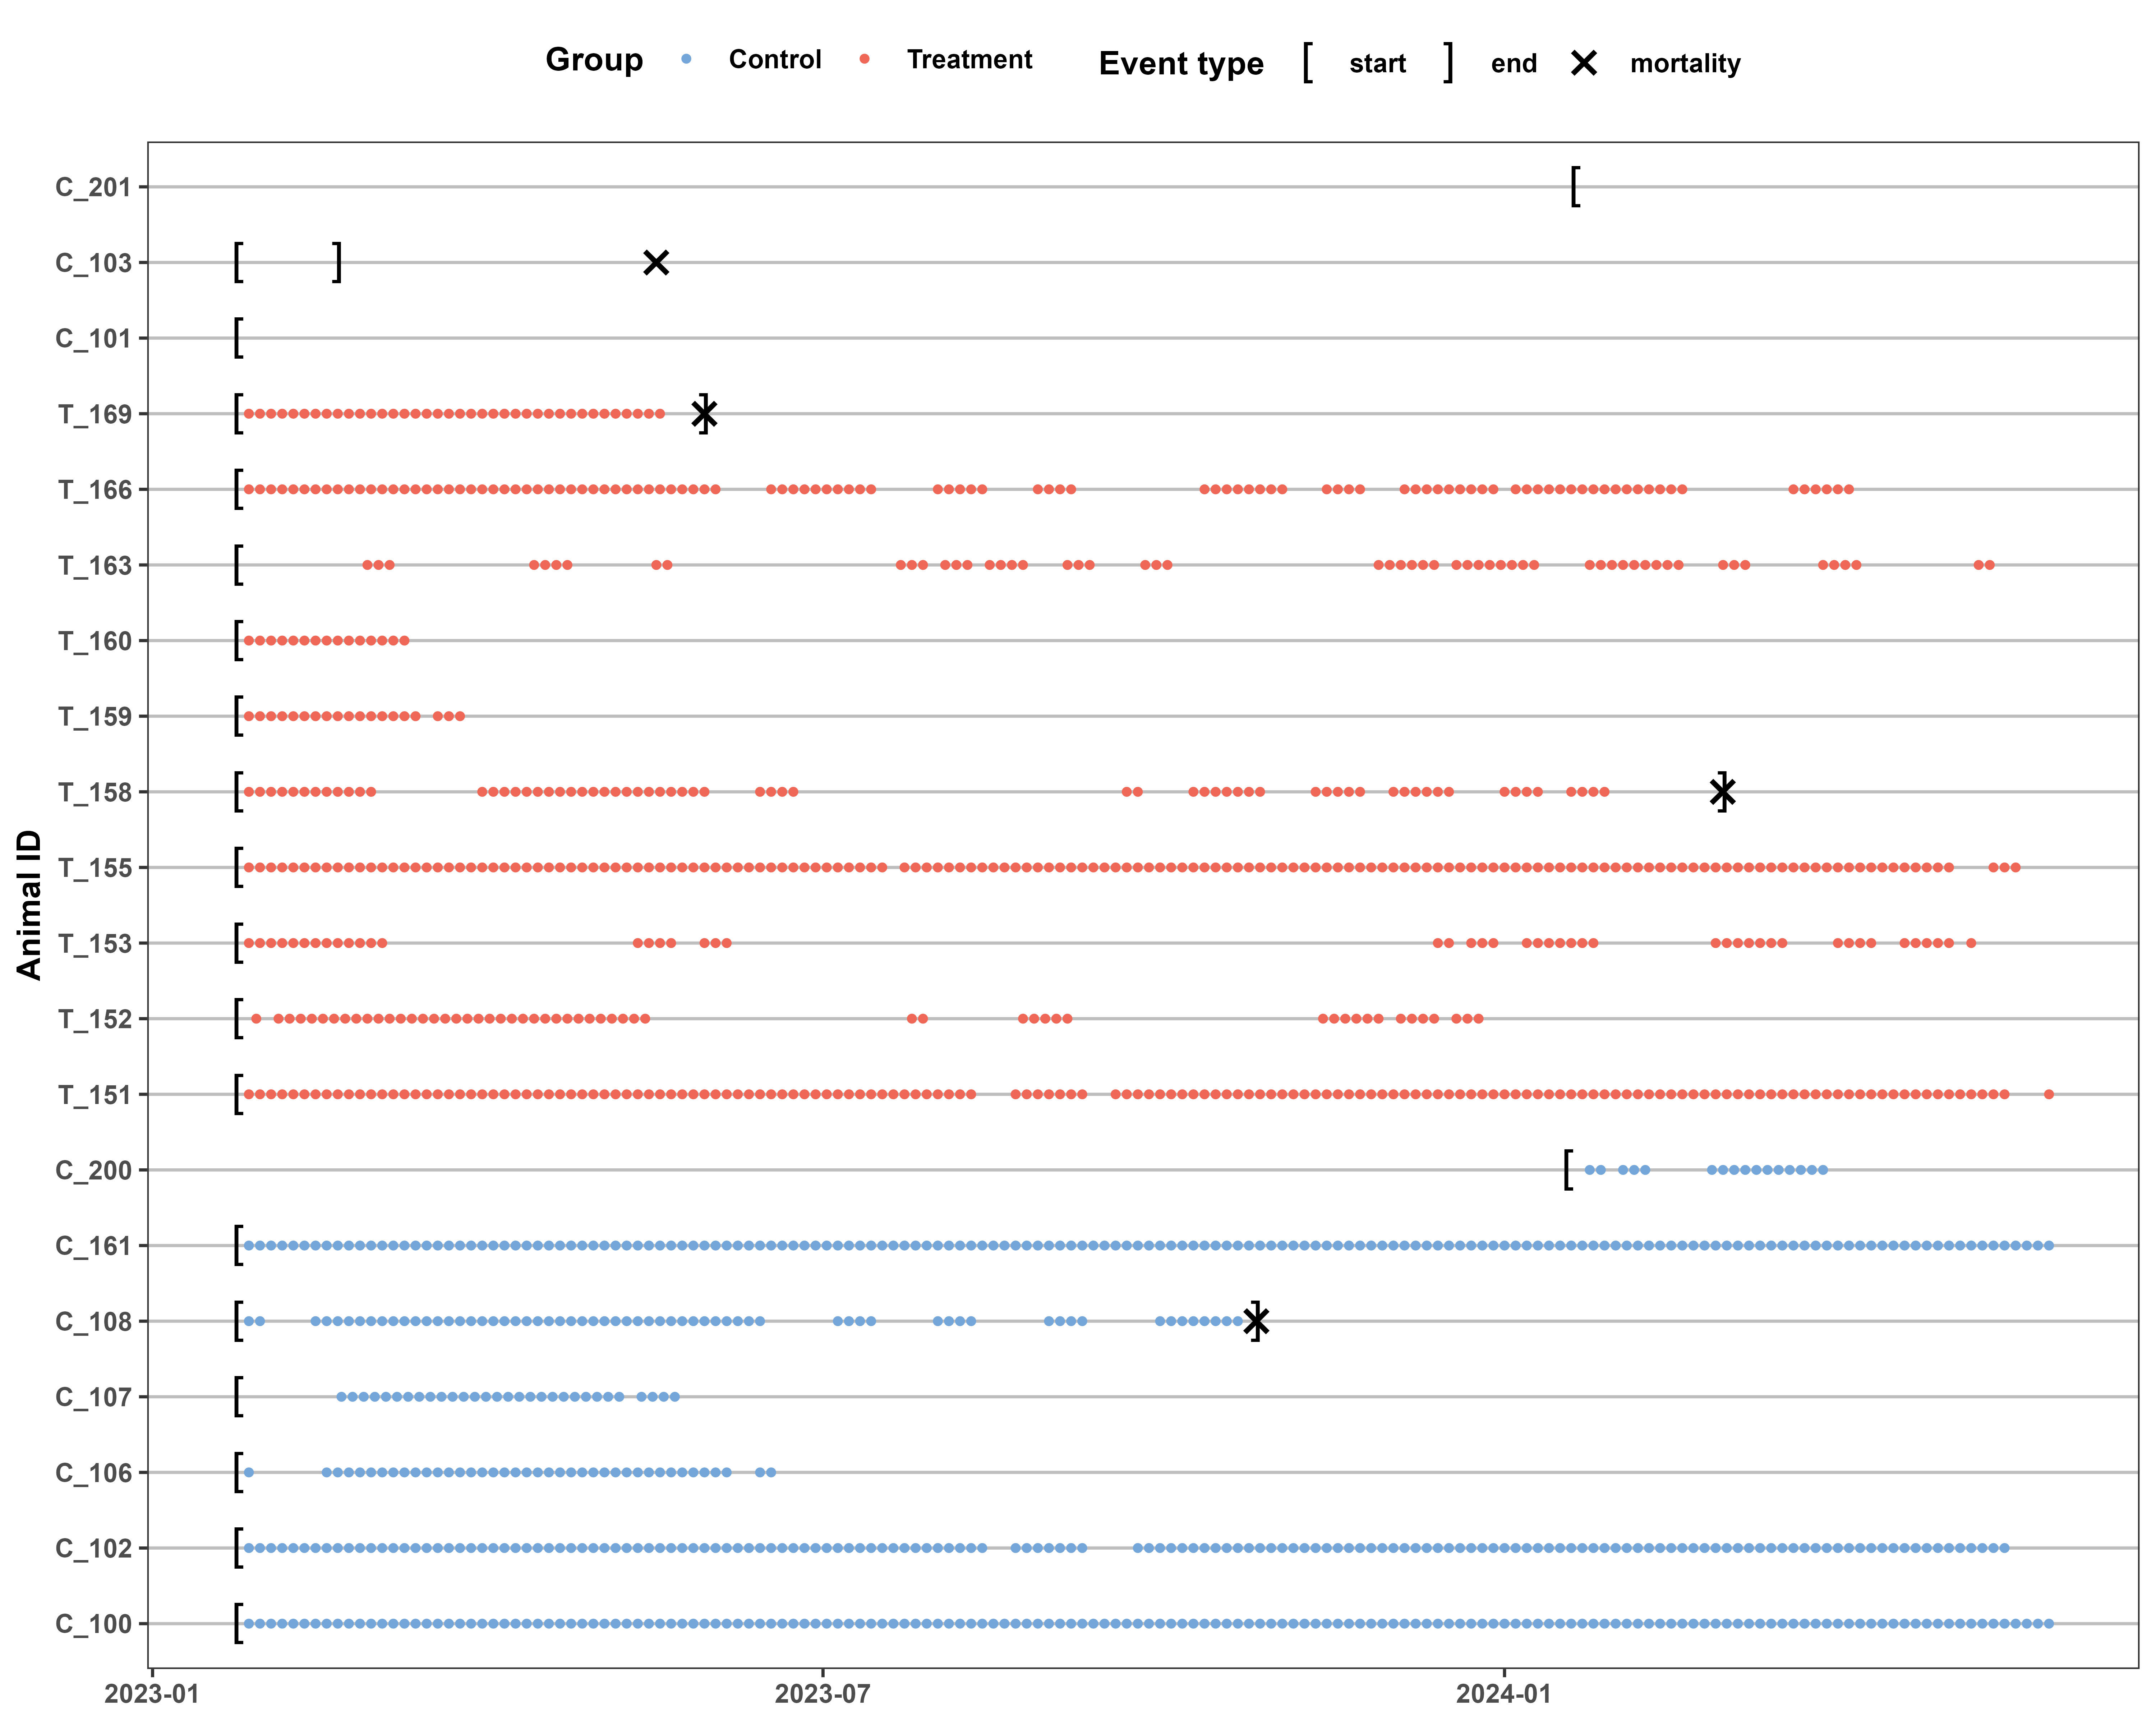 Group Control Treatment Event type start end mortality
C_201
C_103
C_101
T_169
T_166
T_163
T_160
T_159
T_158
T_155
T_153
T_152
T_151
C_200
C_161
C_108
C_107
C_106
C_102
C_100
Animal ID
2023-01 2023-07 2024-01